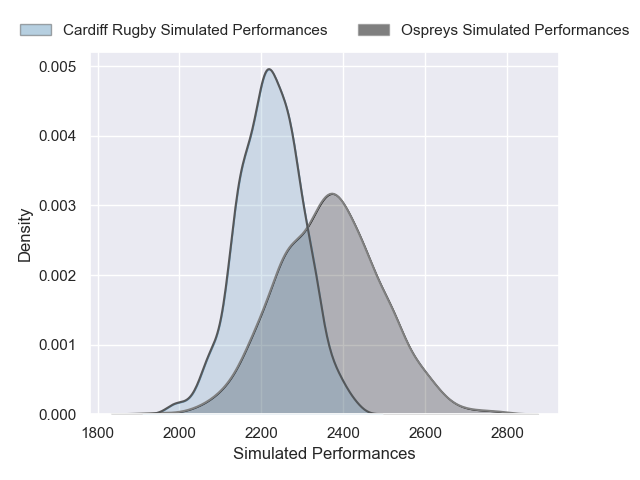 Cardiff Rugby Simulated Performances Ospreys Simulated Performances
0.005
0.004
0.003
0.002
0.001
0.000
Density
1800 2000 2200 2400 2600 2800
Simulated Performances